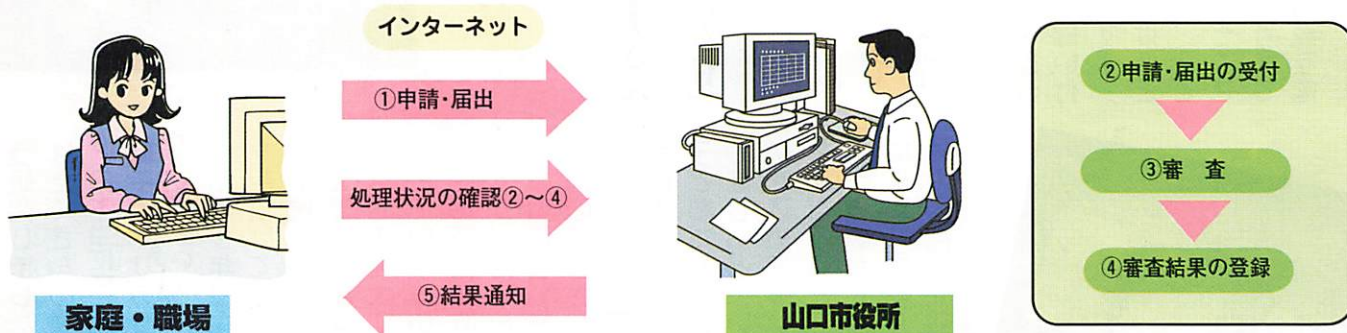 インターネット
①申請・届出
処理状況の確認②～④
⑤結果通知
家庭・職場
山口市役所
②申請・届出の受付
③審 査
④審査結果の登録